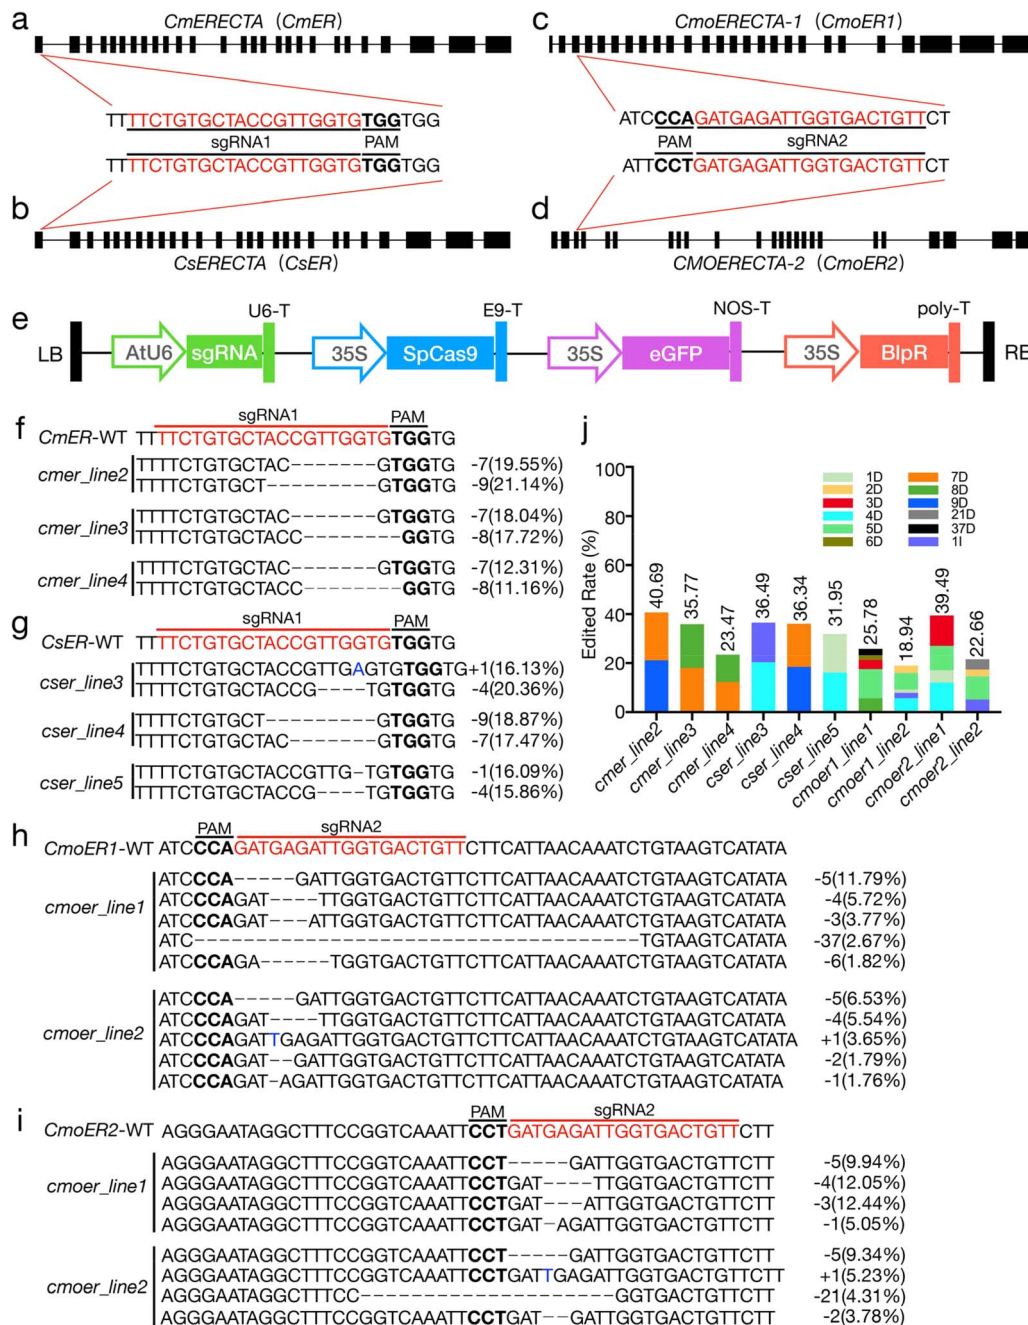 a CmERECTA (CmER)
c CmoERECTA-1 (CmoER1)
TTTTCTGTGCTACCGTTGGTGTGGTGG
ATCCCAGATGAGATTGGTGACTGTTCT
sgRNA1 PAM
PAM sgRNA2
TTTTCTGTGCTACCGTTGGTGTGGTGG
ATTCCTGATGAGATTGGTGACTGTTCT
b
d
CsERECTA (CsER)
CMOERECTA-2 (CmoER2)
e
U6-T E9-T NOS-T poly-T
LB AtU6 sgRNA 35S SpCas9 35S eGFP 35S BlpR RE
f
sgRNA1 PAM
CmER-WT TTTTCTGTGCTACCGTTGGTGTGGTG
cmer_line2
TTTTCTGTGCTAC-------GTGGTG -7(19.55%)
TTTTCTGTGCT---------GTGGTG -9(21.14%)
cmer_line3
TTTTCTGTGCTAC-------GTGGTG -7(18.04%)
TTTTCTGTGCTACC--------GGTG -8(17.72%)
cmer_line4
TTTTCTGTGCTAC-------GTGGTG -7(12.31%)
TTTTCTGTGCTACC--------GGTG -8(11.16%)
g
sgRNA1 PAM
CsER-WT TTTTCTGTGCTACCGTTGGTGTGGTG
cser_line3
TTTTCTGTGCTACCGTTGAGTGTGGTG+1(16.13%)
TTTTCTGTGCTACCG----TGTGGTG -4(20.36%)
cser_line4
TTTTCTGTGCT---------GTGGTG -9(18.87%)
TTTTCTGTGCTAC-------GTGGTG -7(17.47%)
cser_line5
TTTTCTGTGCTACCGTTG-TGTGGTG -1(16.09%)
TTTTCTGTGCTACCG----TGTGGTG -4(15.86%)
j
Edited Rate (%)
100
80
60
40
20
0
1D 7D
2D 8D
3D 9D
4D 21D
5D 37D
6D 1I
40.69 35.77 23.47 36.49 36.34 31.95 25.78 18.94 39.49 22.66
cmer_line2 cmer_line3 cmer_line4 cser_line3 cser_line4 cser_line5 cmoer1_line1 cmoer1_line2 cmoer2_line1 cmoer2_line2
h
PAM sgRNA2
CmoER1-WT ATCCCAGATGAGATTGGTGACTGTTCTTCATTAACAAATCTGTAAGTCATATA
cmoer_line1
ATCCCA-----GATTGGTGACTGTTCTTCATTAACAAATCTGTAAGTCATATA -5(11.79%)
ATCCCAGAT----TTGGTGACTGTTCTTCATTAACAAATCTGTAAGTCATATA -4(5.72%)
ATCCCAGAT---ATTGGTGACTGTTCTTCATTAACAAATCTGTAAGTCATATA -3(3.77%)
ATC-------------------------------------TGTAAGTCATATA -37(2.67%)
ATCCCAGA------TGGTGACTGTTCTTCATTAACAAATCTGTAAGTCATATA -6(1.82%)
cmoer_line2
ATCCCA-----GATTGGTGACTGTTCTTCATTAACAAATCTGTAAGTCATATA -5(6.53%)
ATCCCAGAT----TTGGTGACTGTTCTTCATTAACAAATCTGTAAGTCATATA -4(5.54%)
ATCCCAGATTGAGATTGGTGACTGTTCTTCATTAACAAATCTGTAAGTCATATA +1(3.65%)
ATCCCAGAT--GATTGGTGACTGTTCTTCATTAACAAATCTGTAAGTCATATA -2(1.79%)
ATCCCAGAT-AGATTGGTGACTGTTCTTCATTAACAAATCTGTAAGTCATATA -1(1.76%)
i
PAM sgRNA2
CmoER2-WT AGGGAATAGGCTTTCCGGTCAAATTCCTGATGAGATTGGTGACTGTTCTT
cmoer_line1
AGGGAATAGGCTTTCCGGTCAAATTCCT-----GATTGGTGACTGTTCTT -5(9.94%)
AGGGAATAGGCTTTCCGGTCAAATTCCTGAT----TTGGTGACTGTTCTT -4(12.05%)
AGGGAATAGGCTTTCCGGTCAAATTCCTGAT---ATTGGTGACTGTTCTT -3(12.44%)
AGGGAATAGGCTTTCCGGTCAAATTCCTGAT-AGATTGGTGACTGTTCTT -1(5.05%)
cmoer_line2
AGGGAATAGGCTTTCCGGTCAAATTCCT-----GATTGGTGACTGTTCTT -5(9.34%)
AGGGAATAGGCTTTCCGGTCAAATTCCTGATTGAGATTGGTGACTGTTCTT +1(5.23%)
AGGGAATAGGCTTTCC---------------------GGTGACTGTTCTT -21(4.31%)
AGGGAATAGGCTTTCCGGTCAAATTCCTGAT--GATTGGTGACTGTTCTT -2(3.78%)